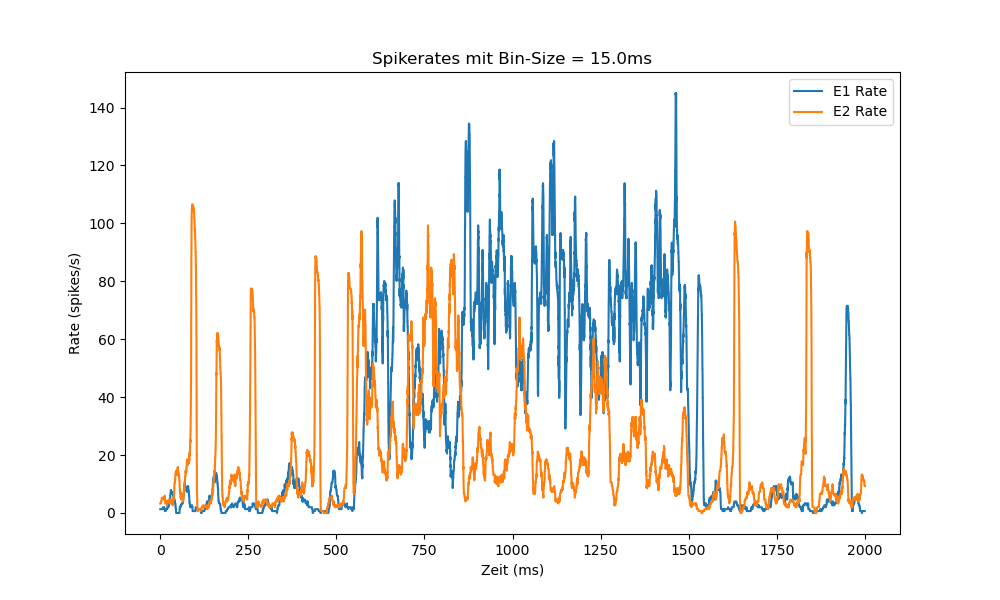 Spikerates mit Bin-Size = 15.0ms
E1 Rate
E2 Rate
140
120
100
80
60
40
20
0
Rate (spikes/s)
0 250 500 750 1000 1250 1500 1750 2000
Zeit (ms)